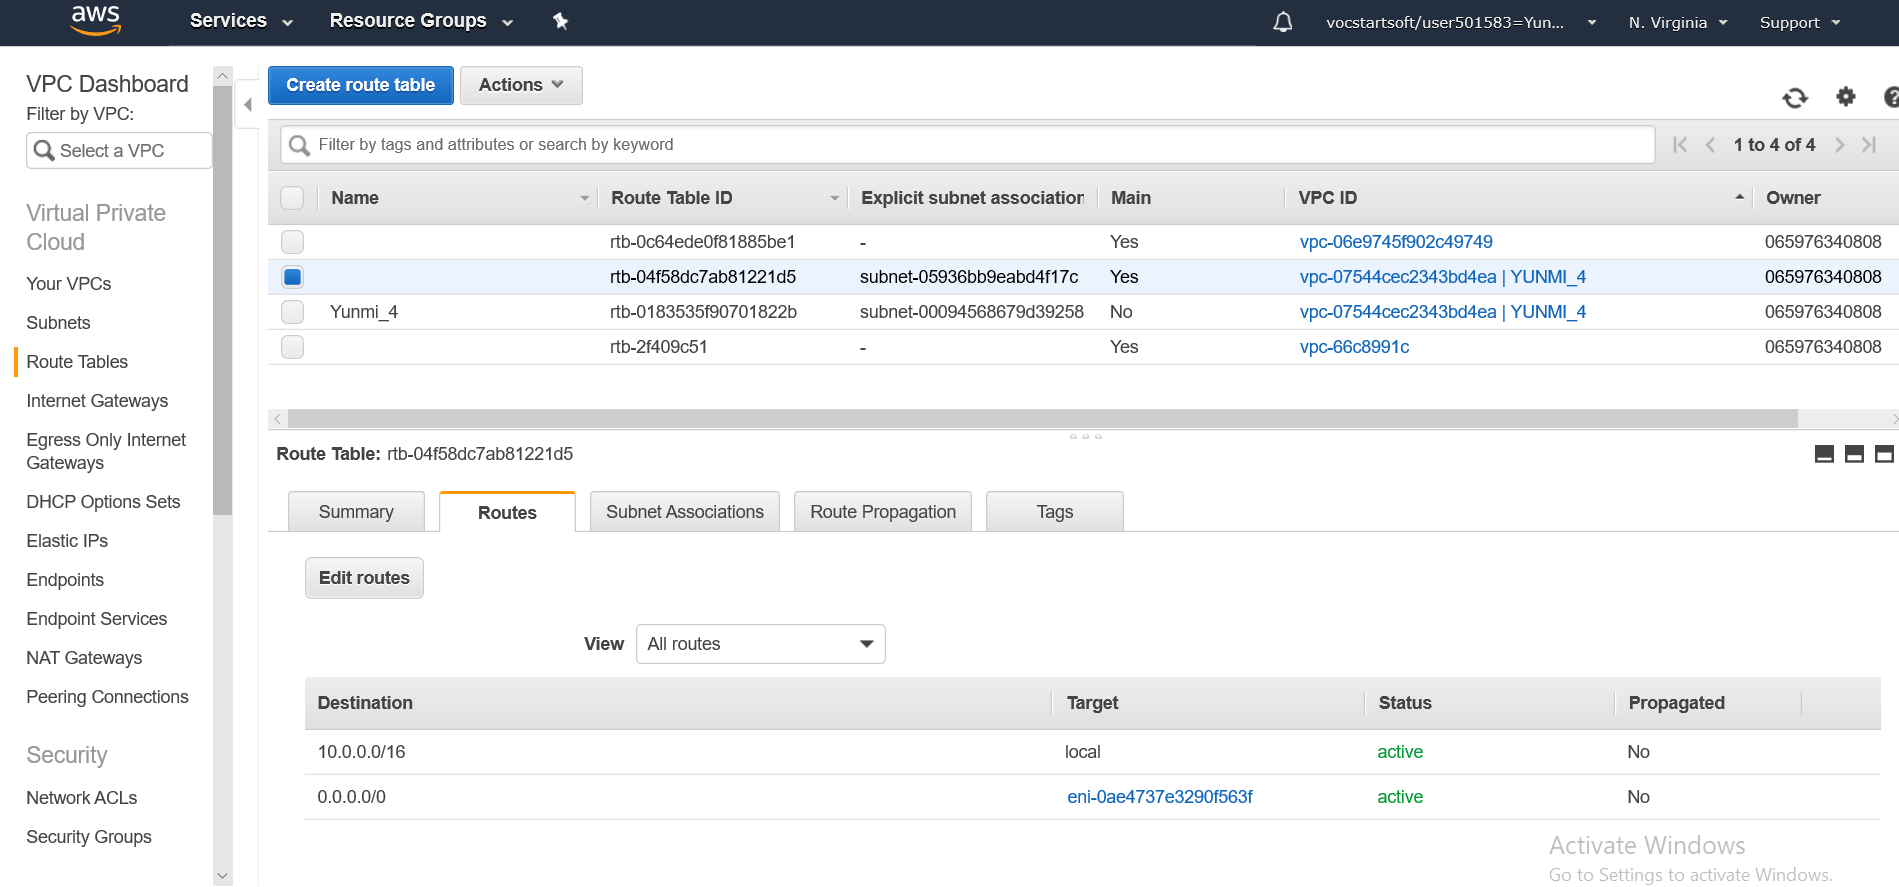 aws
Services
Resource Groups
vocstartsoft/user501583=Yun...
N. Virginia
Support
VPC Dashboard
Filter by VPC:
Select a VPC
Virtual Private
Cloud
Your VPCs
Subnets
Route Tables
Internet Gateways
Egress Only Internet
Gateways
DHCP Options Sets
Elastic IPs
Endpoints
Endpoint Services
NAT Gateways
Peering Connections
Security
Network ACLs
Security Groups
Create route table
Actions
Filter by tags and attributes or search by keyword
1 to 4 of 4
Name Route Table ID Explicit subnet association Main VPC ID Owner
rtb-0c64ede0f81885be1 - Yes vpc-06e9745f902c49749 065976340808
rtb-04f58dc7ab81221d5 subnet-05936bb9eabd4f17c Yes vpc-07544cec2343bd4ea | YUNMI_4 065976340808
Yunmi_4 rtb-0183535f90701822b subnet-00094568679d39258 No vpc-07544cec2343bd4ea | YUNMI_4 065976340808
rtb-2f409c51 - Yes vpc-66c8991c 065976340808
Route Table: rtb-04f58dc7ab81221d5
Summary
Routes
Subnet Associations
Route Propagation
Tags
Edit routes
View All routes
Destination Target Status Propagated
10.0.0.0/16 local active No
0.0.0.0/0 eni-0ae4737e3290f563f active No
Activate Windows
Go to Settings to activate Windows.